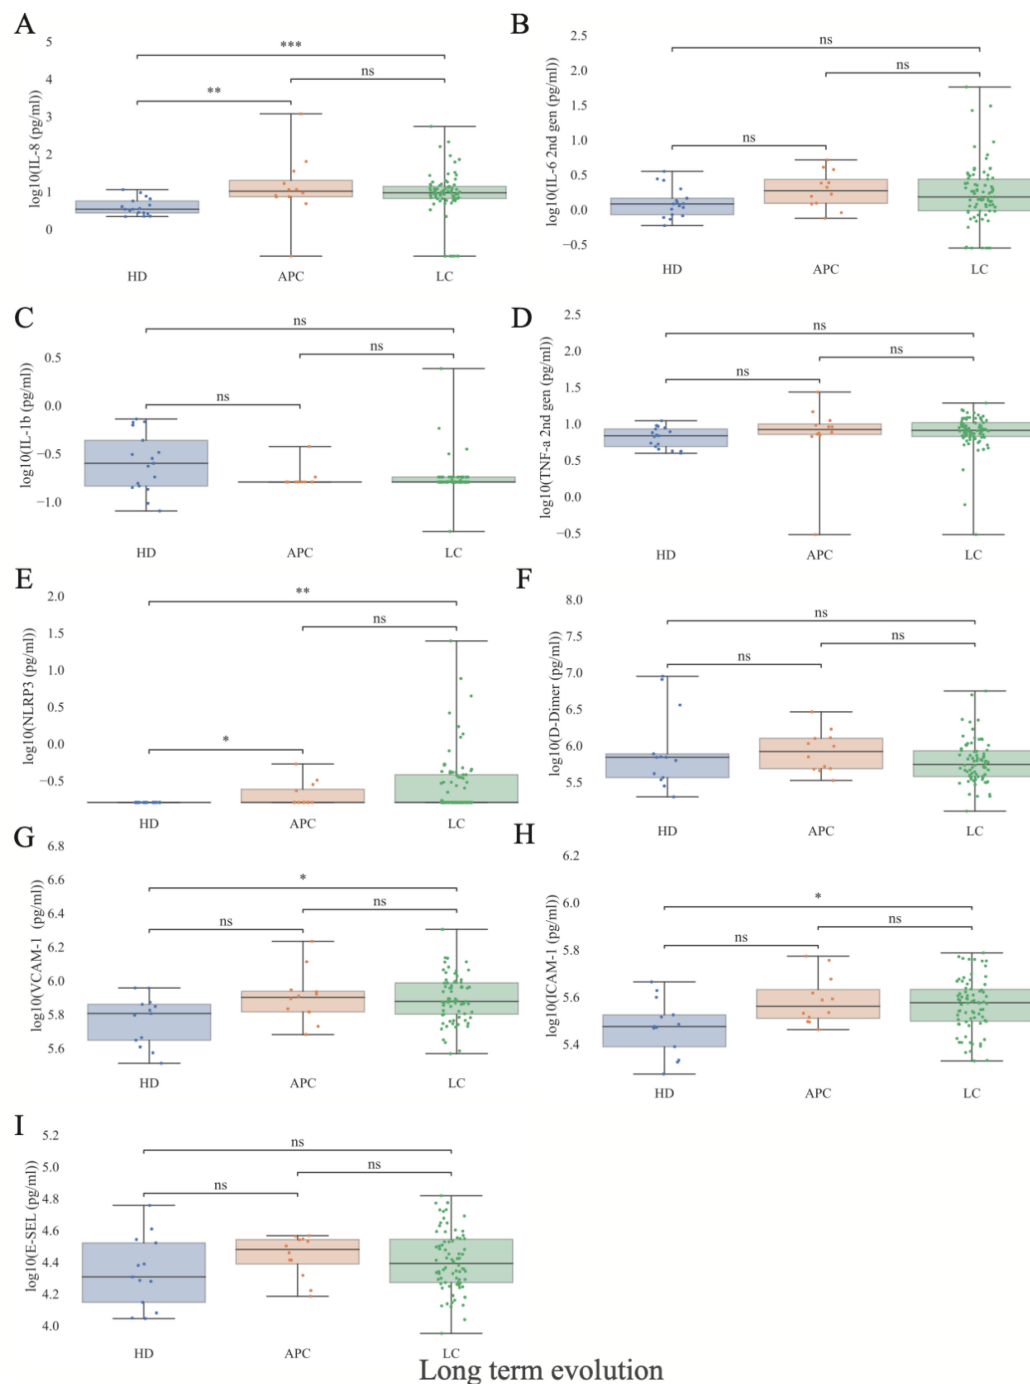 A
log10(IL-8 (pg/ml))
5
4
3
2
1
0
***
ns
**
HD
APC
LC
B
log10(IL-6 2nd gen (pg/ml))
2.5
2.0
1.5
1.0
0.5
0.0
−0.5
ns
ns
ns
HD
APC
LC
C
log10(IL-1b (pg/ml))
0.5
0.0
−0.5
−1.0
ns
ns
ns
HD
APC
LC
D
log10(TNF-a 2nd gen (pg/ml))
2.5
2.0
1.5
1.0
0.5
0.0
−0.5
ns
ns
ns
HD
APC
LC
E
log10(NLRP3 (pg/ml))
2.0
1.5
1.0
0.5
0.0
−0.5
**
ns
*
HD
APC
LC
F
log10(D-Dimer (pg/ml))
8.0
7.5
7.0
6.5
6.0
5.5
ns
ns
ns
HD
APC
LC
G
log10(VCAM-1 (pg/ml))
6.8
6.6
6.4
6.2
6.0
5.8
5.6
*
ns
ns
HD
APC
LC
H
log10(ICAM-1 (pg/ml))
6.2
6.0
5.8
5.6
5.4
*
ns
ns
HD
APC
LC
I
log10(E-SEL (pg/ml))
5.2
5.0
4.8
4.6
4.4
4.2
4.0
ns
ns
ns
HD
APC
LC
Long term evolution